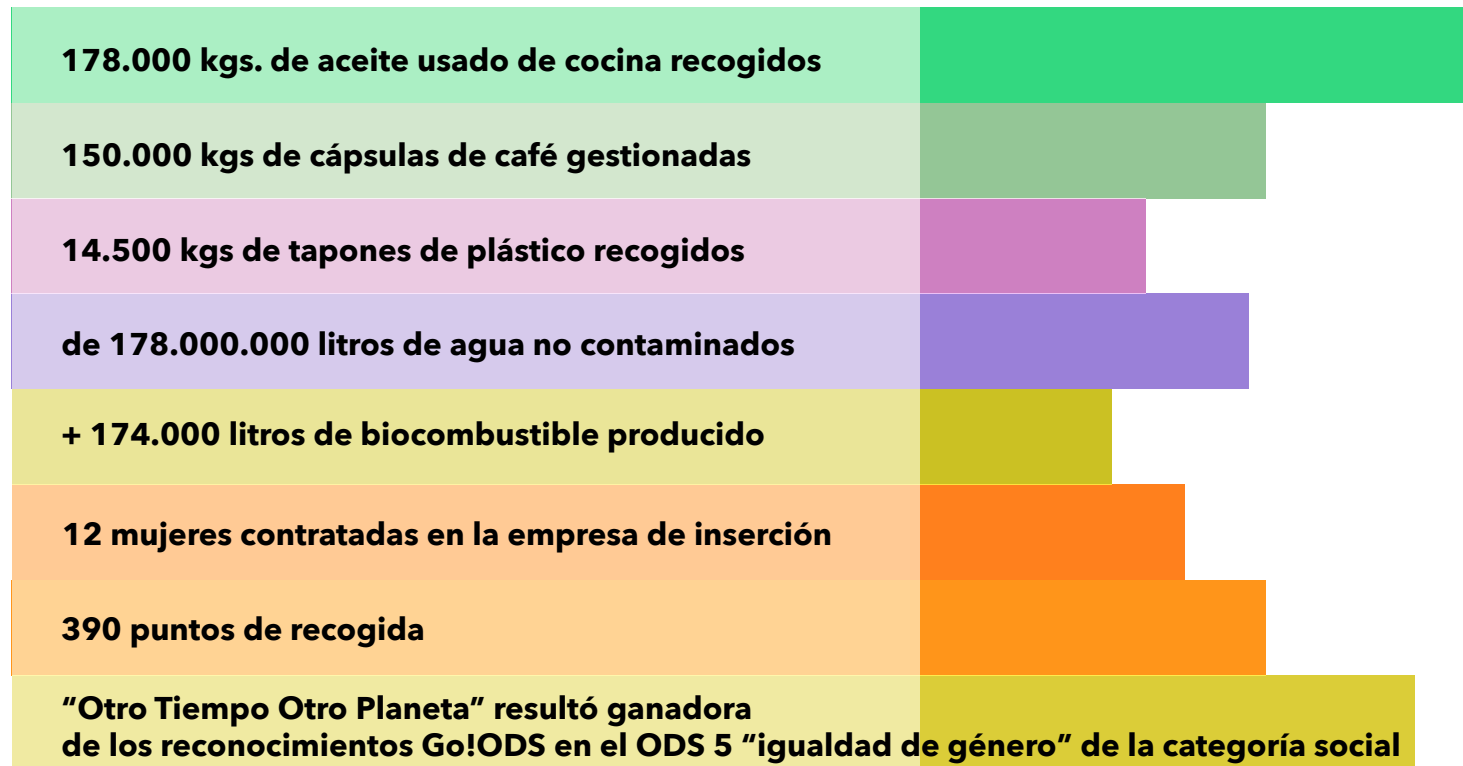 178.000 kgs. de aceite usado de cocina recogidos
150.000 kgs de cápsulas de café gestionadas
14.500 kgs de tapones de plástico recogidos
de 178.000.000 litros de agua no contaminados
+ 174.000 litros de biocombustible producido
12 mujeres contratadas en la empresa de inserción
390 puntos de recogida
“Otro Tiempo Otro Planeta” resultó ganadora
de los reconocimientos Go!ODS en el ODS 5 “igualdad de género” de la categoría social